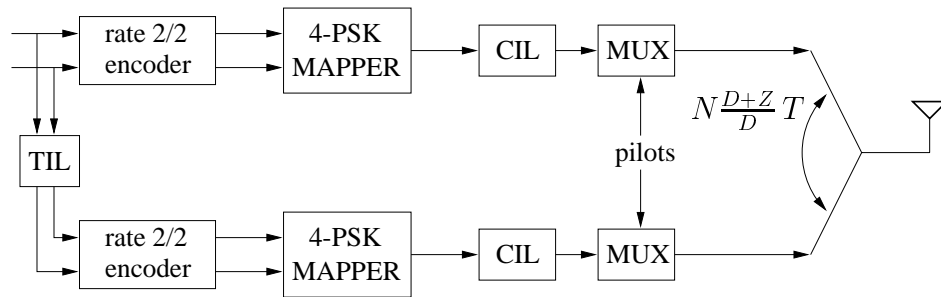 rate 2/2
encoder
4-PSK
MAPPER
CIL
MUX
N\frac{D+Z}{D} T
TIL
pilots
rate 2/2
encoder
4-PSK
MAPPER
CIL
MUX